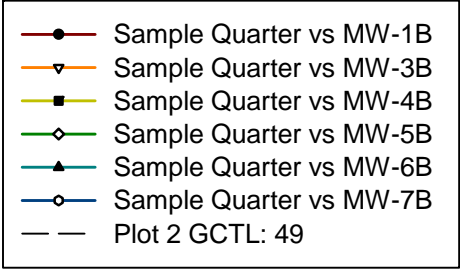 Sample Quarter vs MW-1B
Sample Quarter vs MW-3B
Sample Quarter vs MW-4B
Sample Quarter vs MW-5B
Sample Quarter vs MW-6B
Sample Quarter vs MW-7B
Plot 2 GCTL: 49